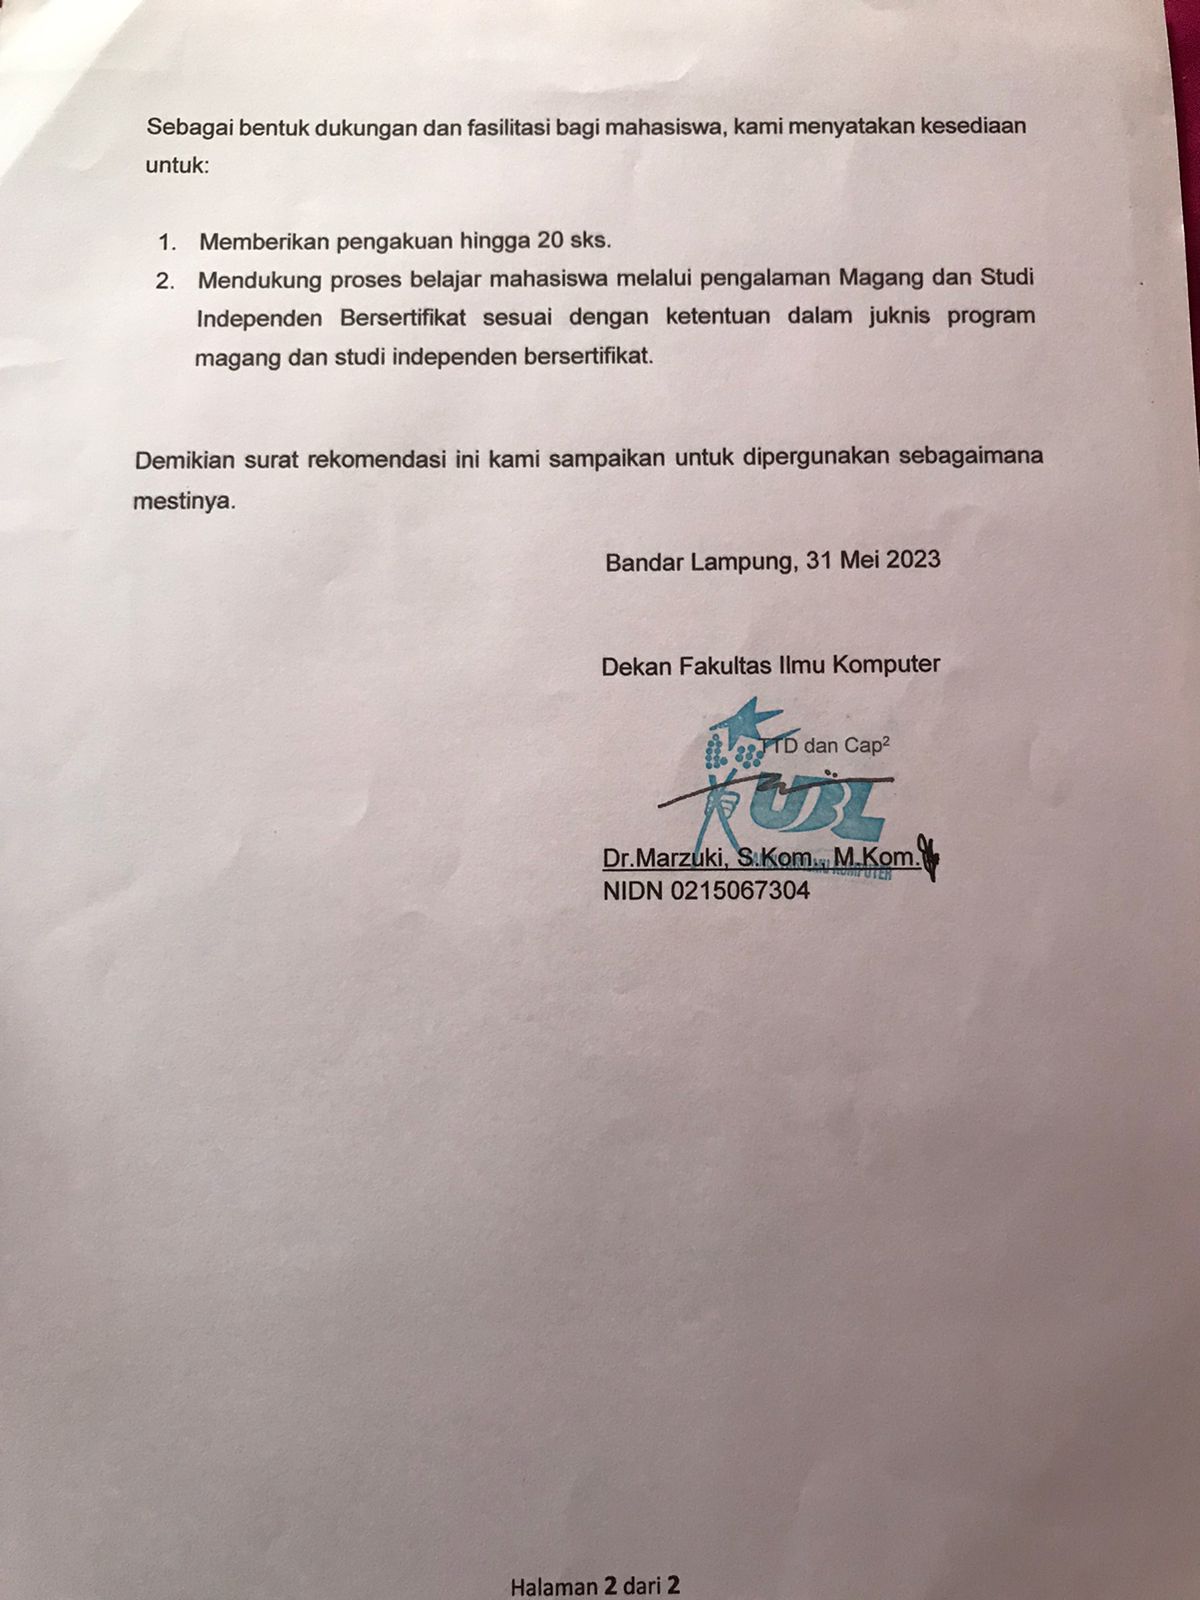 Sebagai bentuk dukungan dan fasilitasi bagi mahasiswa, kami menyatakan kesediaan
untuk:
1. Memberikan pengakuan hingga 20 sks.
2. Mendukung proses belajar mahasiswa melalui pengalaman Magang dan Studi
Independen Bersertifikat sesuai dengan ketentuan dalam juknis program
magang dan studi independen bersertifikat.
Demikian surat rekomendasi ini kami sampaikan untuk dipergunakan sebagaimana
mestinya.
Bandar Lampung, 31 Mei 2023
Dekan Fakultas Ilmu Komputer
TTD dan Cap²
UBL
Dr.Marzuki, S.Kom., M.Kom.
KOMPUTER
NIDN 0215067304
Halaman 2 dari 2